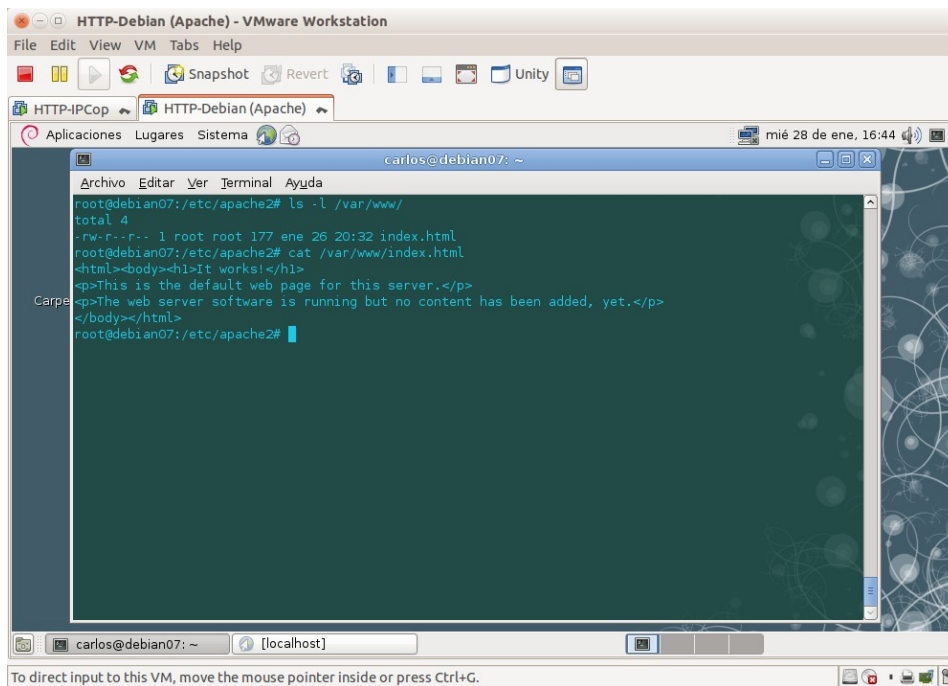 HTTP-Debian (Apache) - VMware Workstation
File Edit View VM Tabs Help
Snapshot Revert Unity
HTTP-IPCop HTTP-Debian (Apache)
Aplicaciones Lugares Sistema mié 28 de ene, 16:44
carlos@debian07: ~
Archivo Editar Ver Terminal Ayuda
root@debian07:/etc/apache2# ls -l /var/www/
total 4
-rw-r--r-- 1 root root 177 ene 26 20:32 index.html
root@debian07:/etc/apache2# cat /var/www/index.html
<html><body><h1>It works!</h1>
<p>This is the default web page for this server.</p>
Carpe
<p>The web server software is running but no content has been added, yet.</p>
</body></html>
root@debian07:/etc/apache2#
carlos@debian07: ~ [localhost]
To direct input to this VM, move the mouse pointer inside or press Ctrl+G.